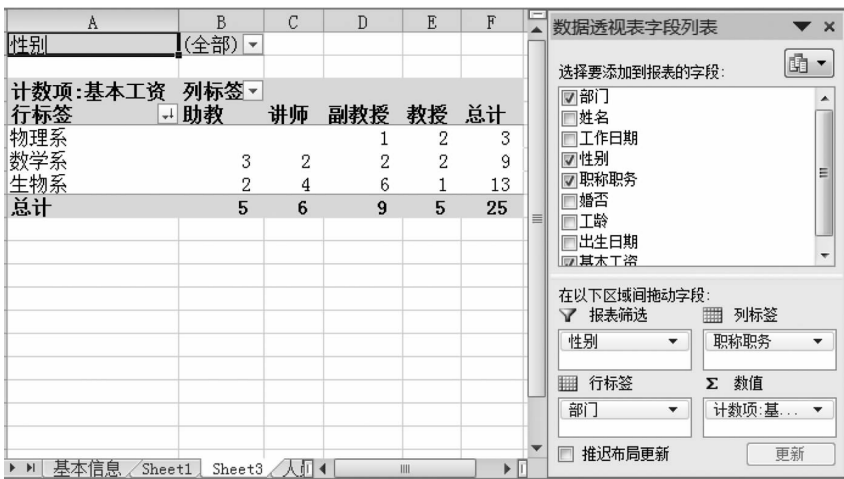 A B C D E F
性别 (全部)
计数项:基本工资 列标签
行标签 助教 讲师 副教授 教授 总计
物理系 1 2 3
数学系 3 2 2 2 9
生物系 2 4 6 1 13
总计 5 6 9 5 25
基本信息 Sheet1 Sheet3
数据透视表字段列表
选择要添加到报表的字段:
部门
姓名
工作日期
性别
职称职务
婚否
工龄
出生日期
基本工资
在以下区域间拖动字段:
报表筛选 列标签
性别 职称职务
行标签 Σ 数值
部门 计数项:基...
推迟布局更新 更新